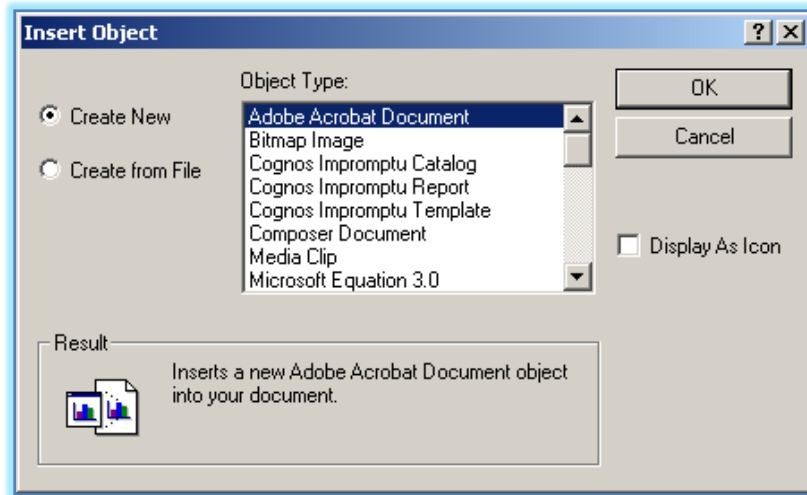 Insert Object
Object Type:
Create New
Create from File
Adobe Acrobat Document
Bitmap Image
Cognos Impromptu Catalog
Cognos Impromptu Report
Cognos Impromptu Template
Composer Document
Media Clip
Microsoft Equation 3.0
OK
Cancel
Display As Icon
Result
Inserts a new Adobe Acrobat Document object
into your document.